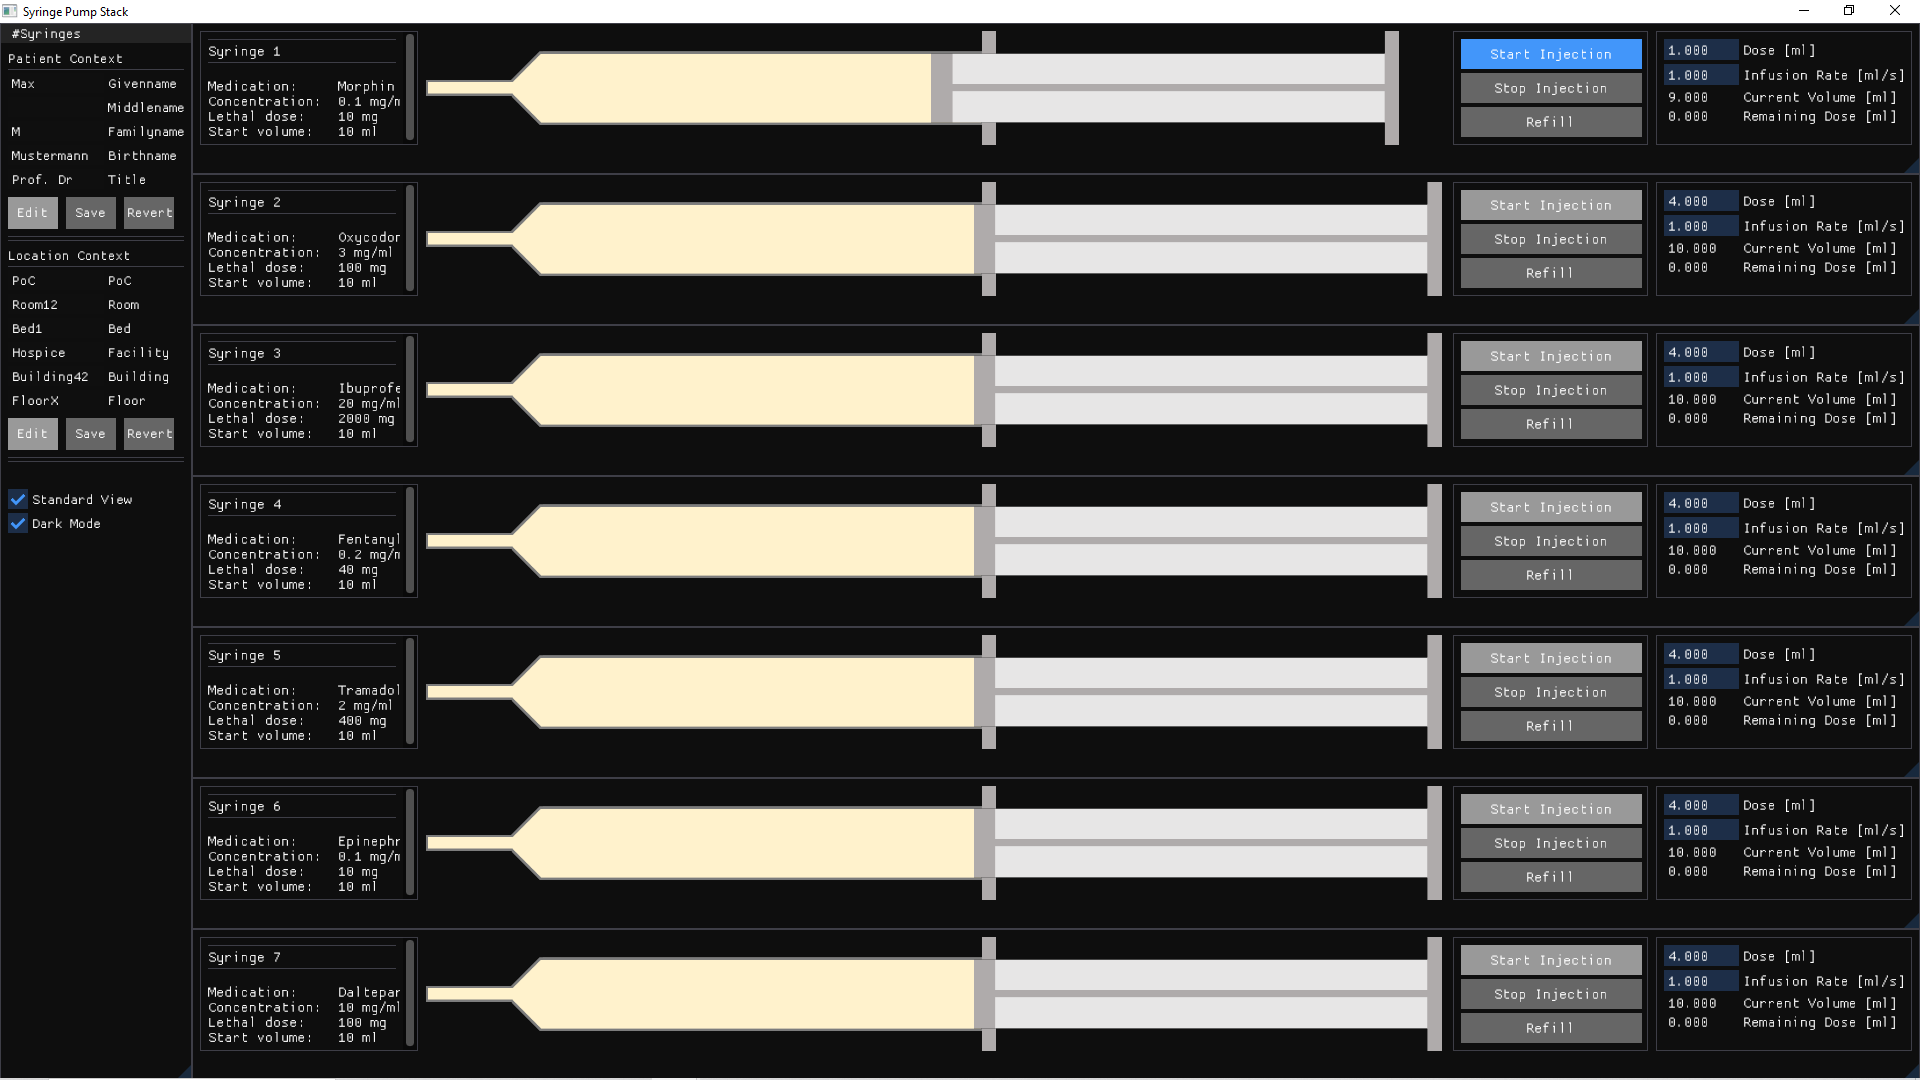 Syringe Pump Stack
#Syringes
Patient Context
Max Givenname
Middlename
M Familyname
Mustermann Birthname
Prof. Dr Title
Edit Save Revert
Location Context
PoC PoC
Room12 Room
Bed1 Bed
Hospice Facility
Building42 Building
FloorX Floor
Edit Save Revert
Standard View
Dark Mode
Syringe 1
Medication: Morphin
Concentration: 0.1 mg/m
Lethal dose: 10 mg
Start volume: 10 ml
Start Injection
Stop Injection
Refill
1.000 Dose [ml]
1.000 Infusion Rate [ml/s]
9.000 Current Volume [ml]
0.000 Remaining Dose [ml]
Syringe 2
Medication: Oxycodon
Concentration: 3 mg/ml
Lethal dose: 100 mg
Start volume: 10 ml
Start Injection
Stop Injection
Refill
4.000 Dose [ml]
1.000 Infusion Rate [ml/s]
10.000 Current Volume [ml]
0.000 Remaining Dose [ml]
Syringe 3
Medication: Ibuprofe
Concentration: 20 mg/ml
Lethal dose: 2000 mg
Start volume: 10 ml
Start Injection
Stop Injection
Refill
4.000 Dose [ml]
1.000 Infusion Rate [ml/s]
10.000 Current Volume [ml]
0.000 Remaining Dose [ml]
Syringe 4
Medication: Fentanyl
Concentration: 0.2 mg/m
Lethal dose: 40 mg
Start volume: 10 ml
Start Injection
Stop Injection
Refill
4.000 Dose [ml]
1.000 Infusion Rate [ml/s]
10.000 Current Volume [ml]
0.000 Remaining Dose [ml]
Syringe 5
Medication: Tramadol
Concentration: 2 mg/ml
Lethal dose: 400 mg
Start volume: 10 ml
Start Injection
Stop Injection
Refill
4.000 Dose [ml]
1.000 Infusion Rate [ml/s]
10.000 Current Volume [ml]
0.000 Remaining Dose [ml]
Syringe 6
Medication: Epinephr
Concentration: 0.1 mg/m
Lethal dose: 10 mg
Start volume: 10 ml
Start Injection
Stop Injection
Refill
4.000 Dose [ml]
1.000 Infusion Rate [ml/s]
10.000 Current Volume [ml]
0.000 Remaining Dose [ml]
Syringe 7
Medication: Daltepar
Concentration: 10 mg/ml
Lethal dose: 100 mg
Start volume: 10 ml
Start Injection
Stop Injection
Refill
4.000 Dose [ml]
1.000 Infusion Rate [ml/s]
10.000 Current Volume [ml]
0.000 Remaining Dose [ml]